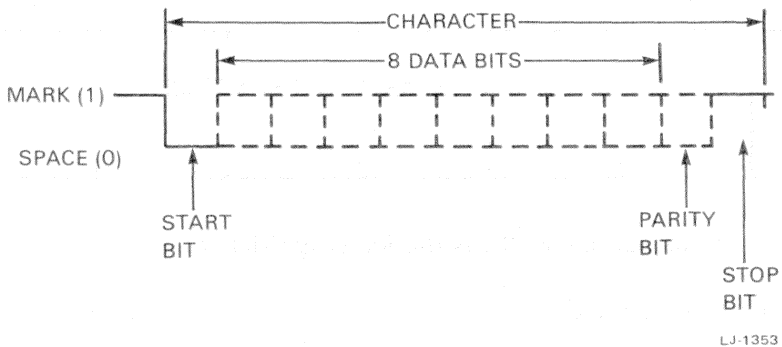 CHARACTER
8 DATA BITS
MARK (1)
SPACE (0)
START
BIT
PARITY
BIT
STOP
BIT
LJ-1353